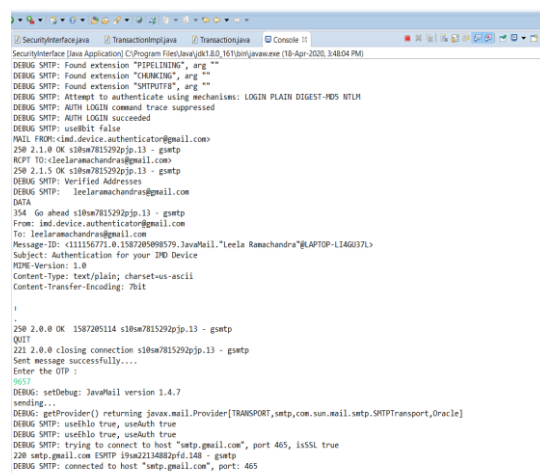 SecurityInterface.java TransactionImpl.java Transaction.java Console
SecurityInterface [Java Application] C:\Program Files\Java\jdk1.8.0_161\bin\javaw.exe (18-Apr-2020, 3:48:04 PM)
DEBUG SMTP: Found extension "PIPELINING", arg ""
DEBUG SMTP: Found extension "CHUNKING", arg ""
DEBUG SMTP: Found extension "SMTPUTF8", arg ""
DEBUG SMTP: Attempt to authenticate using mechanisms: LOGIN PLAIN DIGEST-MD5 NTLM
DEBUG SMTP: AUTH LOGIN command trace suppressed
DEBUG SMTP: AUTH LOGIN succeeded
DEBUG SMTP: use8bit false
MAIL FROM:<imd.device.authenticator@gmail.com>
250 2.1.0 OK s10sm7815292pjp.13 - gsmtp
RCPT TO:<leelaramachandras@gmail.com>
250 2.1.5 OK s10sm7815292pjp.13 - gsmtp
DEBUG SMTP: Verified Addresses
DEBUG SMTP:   leelaramachandras@gmail.com
DATA
354  Go ahead s10sm7815292pjp.13 - gsmtp
From: imd.device.authenticator@gmail.com
To: leelaramachandras@gmail.com
Message-ID: <111156771.0.1587205098579.JavaMail."Leela Ramachandra"@LAPTOP-LI4GU37L>
Subject: Authentication for your IMD Device
MIME-Version: 1.0
Content-Type: text/plain; charset=us-ascii
Content-Transfer-Encoding: 7bit
.
250 2.0.0 OK  1587205114 s10sm7815292pjp.13 - gsmtp
QUIT
221 2.0.0 closing connection s10sm7815292pjp.13 - gsmtp
Sent message successfully....
Enter the OTP :
9657
DEBUG: setDebug: JavaMail version 1.4.7
sending...
DEBUG: getProvider() returning javax.mail.Provider[TRANSPORT,smtp,com.sun.mail.smtp.SMTPTransport,Oracle]
DEBUG SMTP: useEhlo true, useAuth true
DEBUG SMTP: useEhlo true, useAuth true
DEBUG SMTP: trying to connect to host "smtp.gmail.com", port 465, isSSL true
220 smtp.gmail.com ESMTP i9sm22134882pfd.148 - gsmtp
DEBUG SMTP: connected to host "smtp.gmail.com", port: 465